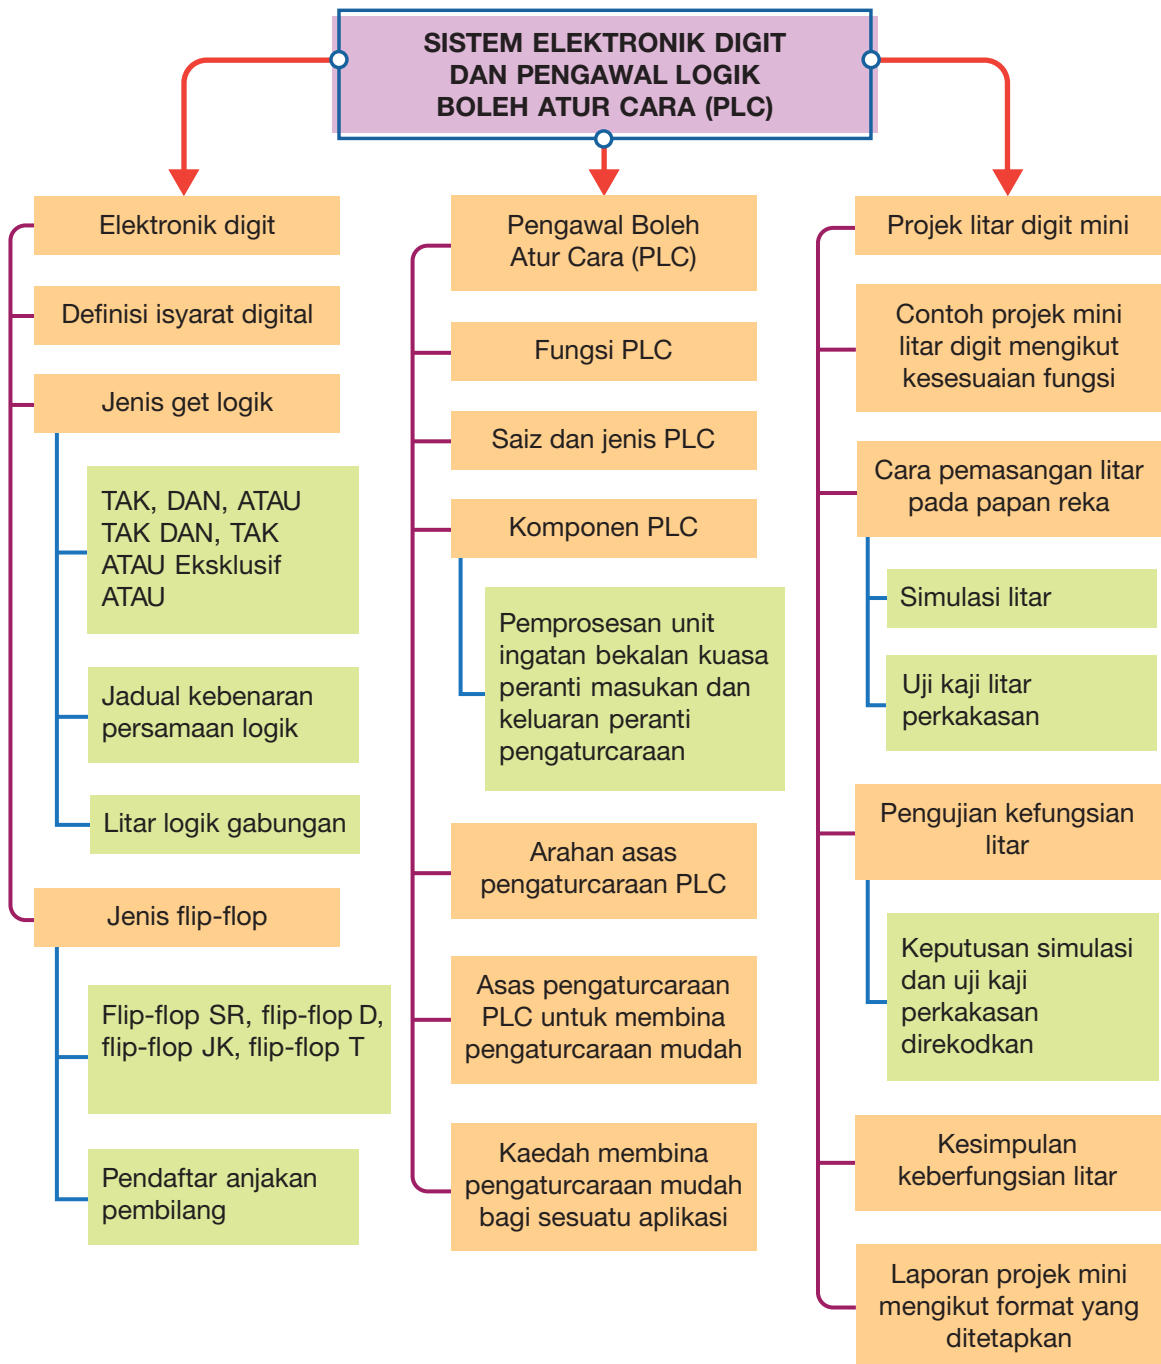 SISTEM ELEKTRONIK DIGIT
DAN PENGAWAL LOGIK
BOLEH ATUR CARA (PLC)
Elektronik digit
Definisi isyarat digital
Jenis get logik
TAK, DAN, ATAU
TAK DAN, TAK
ATAU Eksklusif
ATAU
Jadual kebenaran
persamaan logik
Litar logik gabungan
Jenis flip-flop
Flip-flop SR, flip-flop D,
flip-flop JK, flip-flop T
Pendaftar anjakan
pembilang
Pengawal Boleh
Atur Cara (PLC)
Fungsi PLC
Saiz dan jenis PLC
Komponen PLC
Pemprosesan unit
ingatan bekalan kuasa
peranti masukan dan
keluaran peranti
pengaturcaraan
Arahan asas
pengaturcaraan PLC
Asas pengaturcaraan
PLC untuk membina
pengaturcaraan mudah
Kaedah membina
pengaturcaraan mudah
bagi sesuatu aplikasi
Projek litar digit mini
Contoh projek mini
litar digit mengikut
kesesuaian fungsi
Cara pemasangan litar
pada papan reka
Simulasi litar
Uji kaji litar
perkakasan
Pengujian kefungsian
litar
Keputusan simulasi
dan uji kaji
perkakasan
direkodkan
Kesimpulan
keberfungsian litar
Laporan projek mini
mengikut format yang
ditetapkan